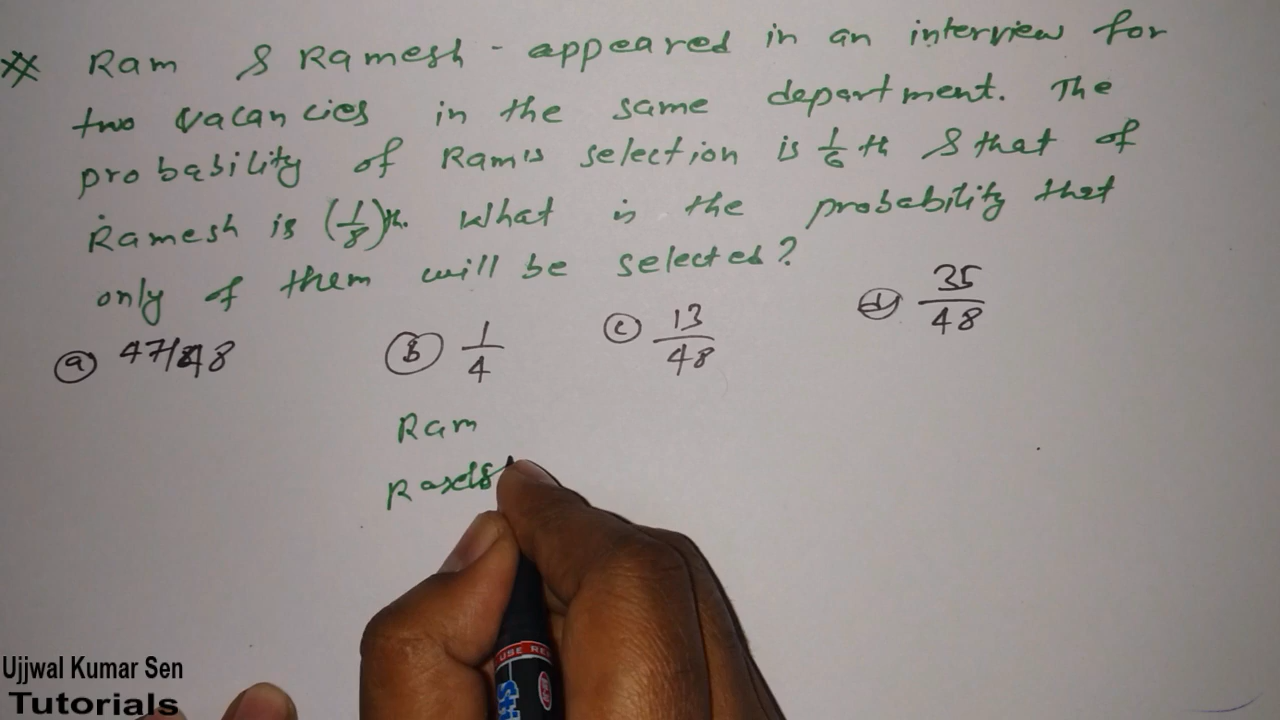 Ram & Ramesh - appeared in an interview for
two vacancies in the same department. The
probability of Ram's selection is 1/6 th & that of
Ramesh is (1/8)th. What is the probability that
only of them will be selected?
(a) 47/48 (b) 1/4 (c) 13/48 (d) 35/48
Ram
USE RE
Ujjwal Kumar Sen
Tutorials